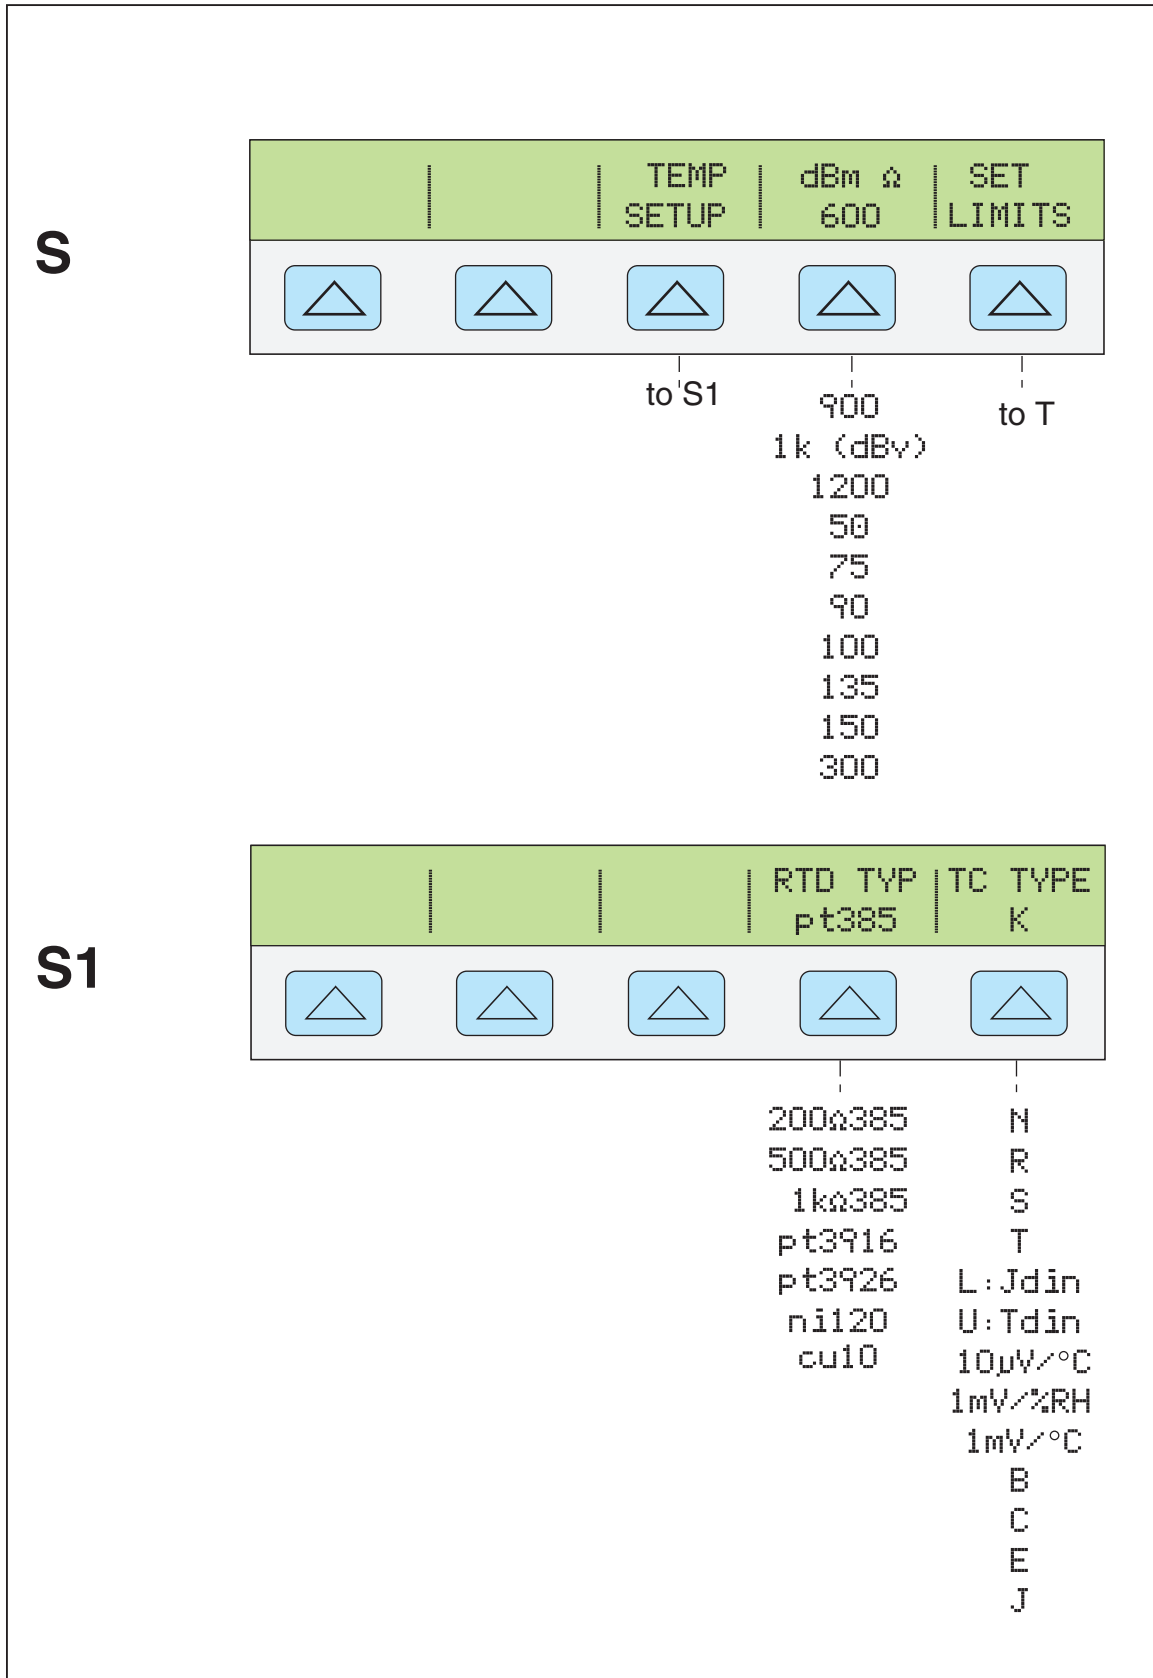 S
TEMP SETUP
dBm Ω 600
SET LIMITS
to S1
900
1k (dBv)
1200
50
75
90
100
135
150
300
to T
S1
RTD TYP pt385
TC TYPE K
200Ω385
500Ω385
1kΩ385
pt3916
pt3926
ni120
cu10
N
R
S
T
L:Jdin
U:Tdin
10µV/°C
1mV/%RH
1mV/°C
B
C
E
J